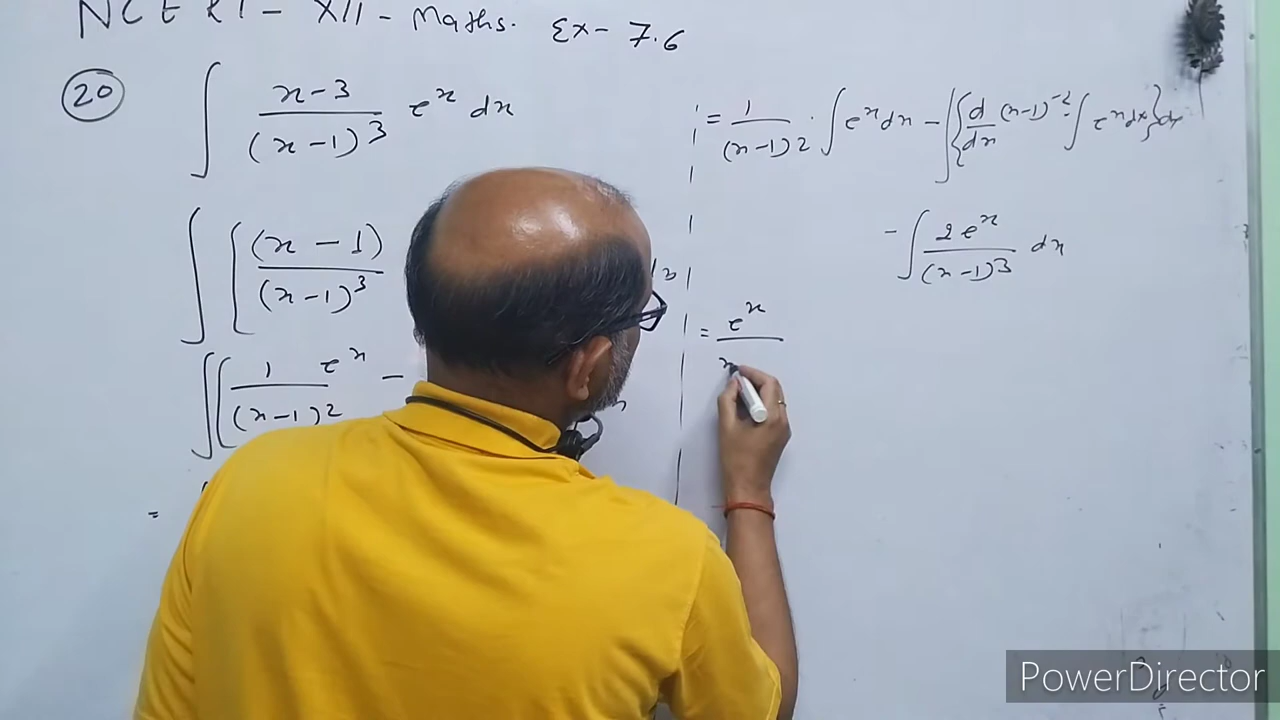 NCERT - XII - Maths. Ex - 7.6
20 ∫ x-3/(x-1)^3 e^x dx
∫ [ (x-1)/(x-1)^3
∫ [ 1/(x-1)^2 e^x -
=
= 1/(x-1)^2 · ∫ e^x dx - ∫ { d/dx (x-1)^-2 · ∫ e^x dx } dx
- ∫ 2e^x/(x-1)^3 dx
= e^x/x
PowerDirector